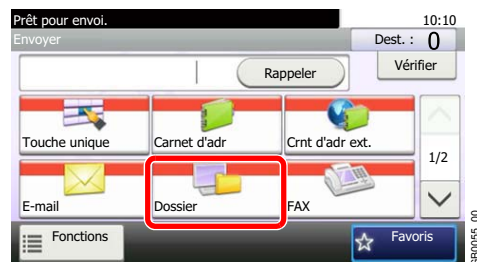 Prêt pour envoi. 10:10
Envoyer Dest. : 0
Rappeler Vérifier
Touche unique Carnet d'adr Crnt d'adr ext.
1/2
E-mail Dossier FAX
Fonctions Favoris